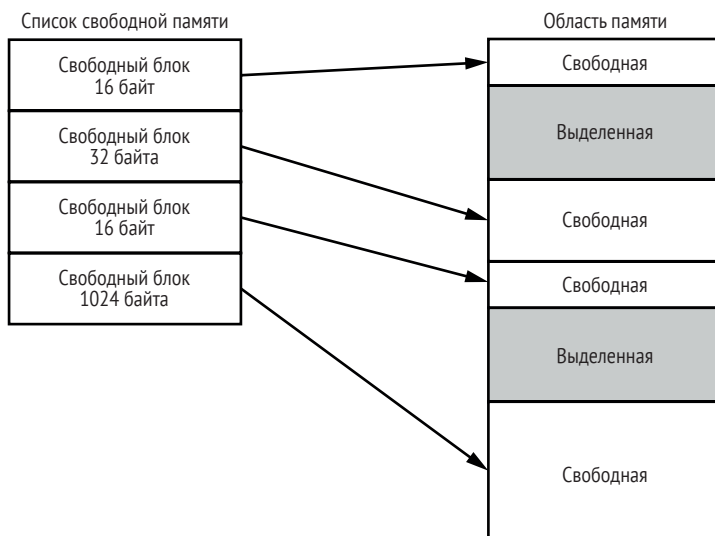 Список свободной памяти
Свободный блок
16 байт
Свободный блок
32 байта
Свободный блок
16 байт
Свободный блок
1024 байта
Область памяти
Свободная
Выделенная
Свободная
Свободная
Выделенная
Свободная